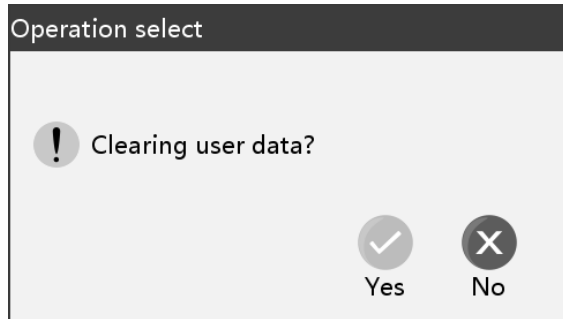 Operation select
Clearing user data?
Yes
No